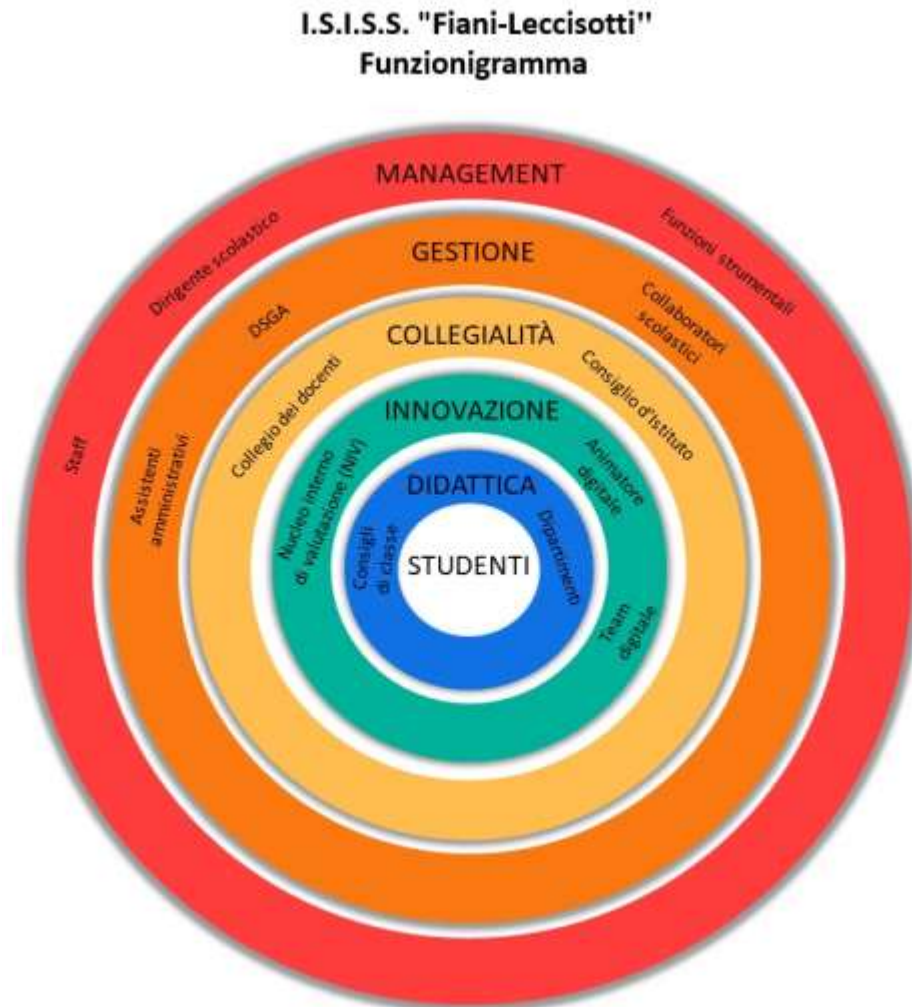 I.S.I.S.S. "Fiani-Leccisotti"
Funzionigramma
MANAGEMENT
Dirigente scolastico
Funzioni strumentali
Staff
GESTIONE
DSGA
Collaboratori
scolastici
Assistenti
amministrativi
COLLEGIALITÀ
Collegio dei docenti
Consiglio d'Istituto
INNOVAZIONE
Nucleo interno
di valutazione (NIV)
Animatore
digitale
Team
digitale
DIDATTICA
Consigli
di classe
Dipartimenti
STUDENTI